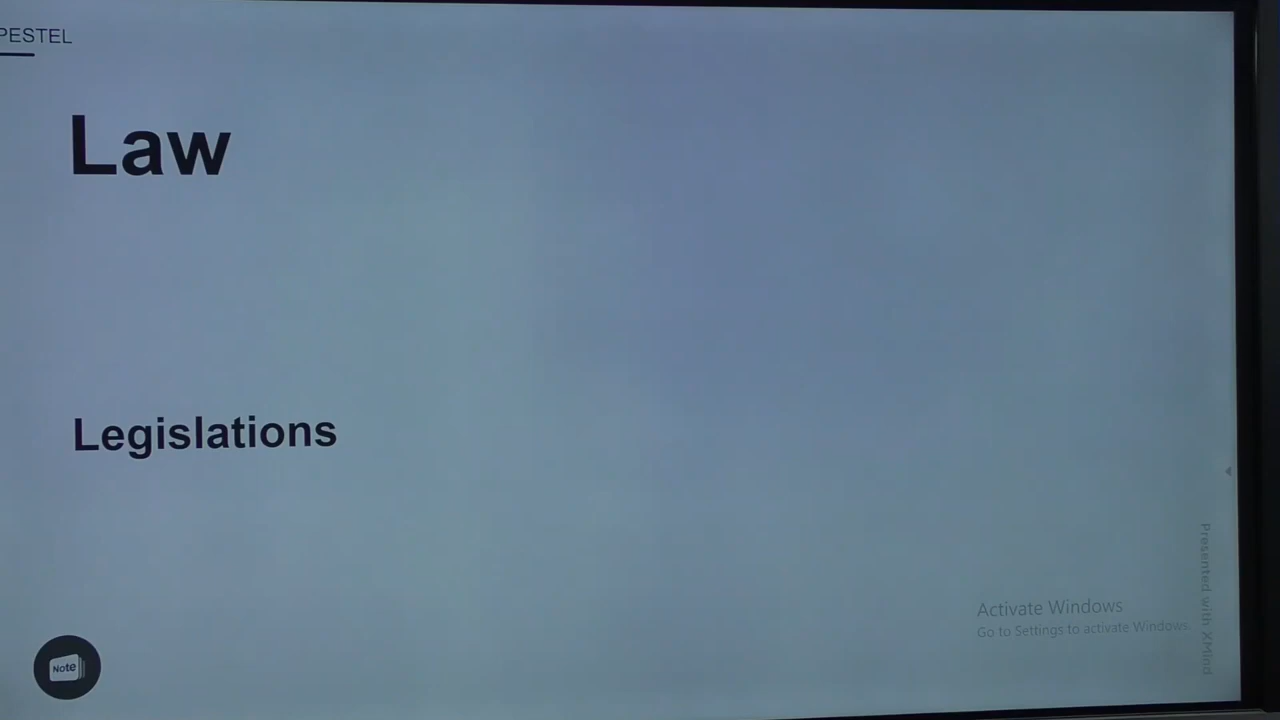 PESTEL
Law
Legislations
Note
Activate Windows
Go to Settings to activate Windows.
Presented with XMind